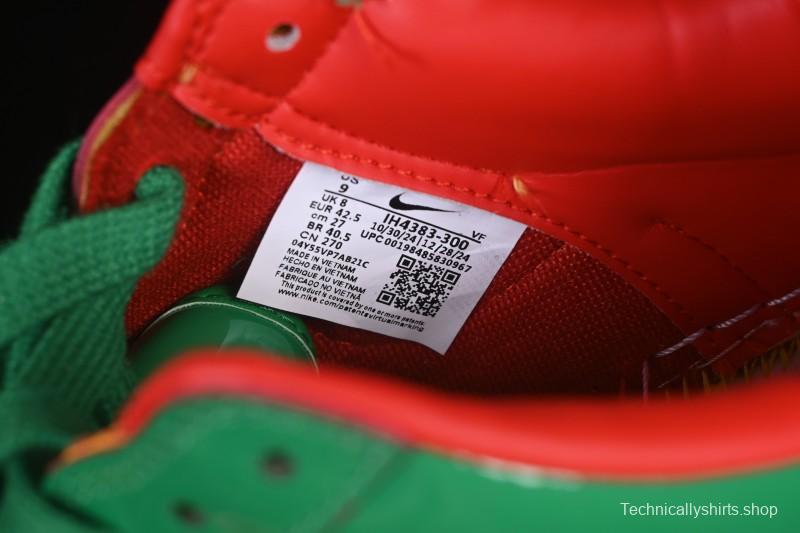 US
9
UK 8
EUR 42.5
cm 27
BR 40.5
CN 270
04Y55VP7AB21C
MADE IN VIETNAM
HECHO EN VIETNAM
FABRIQUE AU VIETNAM
FABRICADO NO VIETNÃ
This product is covered by one or more patents.
www.nike.com/patentsvirtualmarking
VF
IH4383-300
10/30/24 12/28/24
UPC 00198485830967
Technicallyshirts.shop